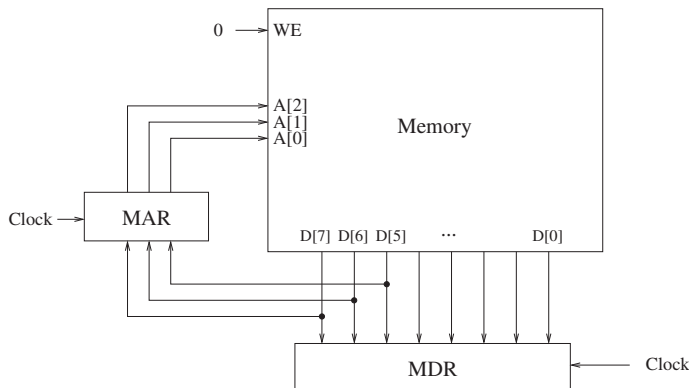 0 WE
A[2]
A[1]
A[0]
Memory
Clock MAR
D[7] D[6] D[5] ... D[0]
MDR Clock